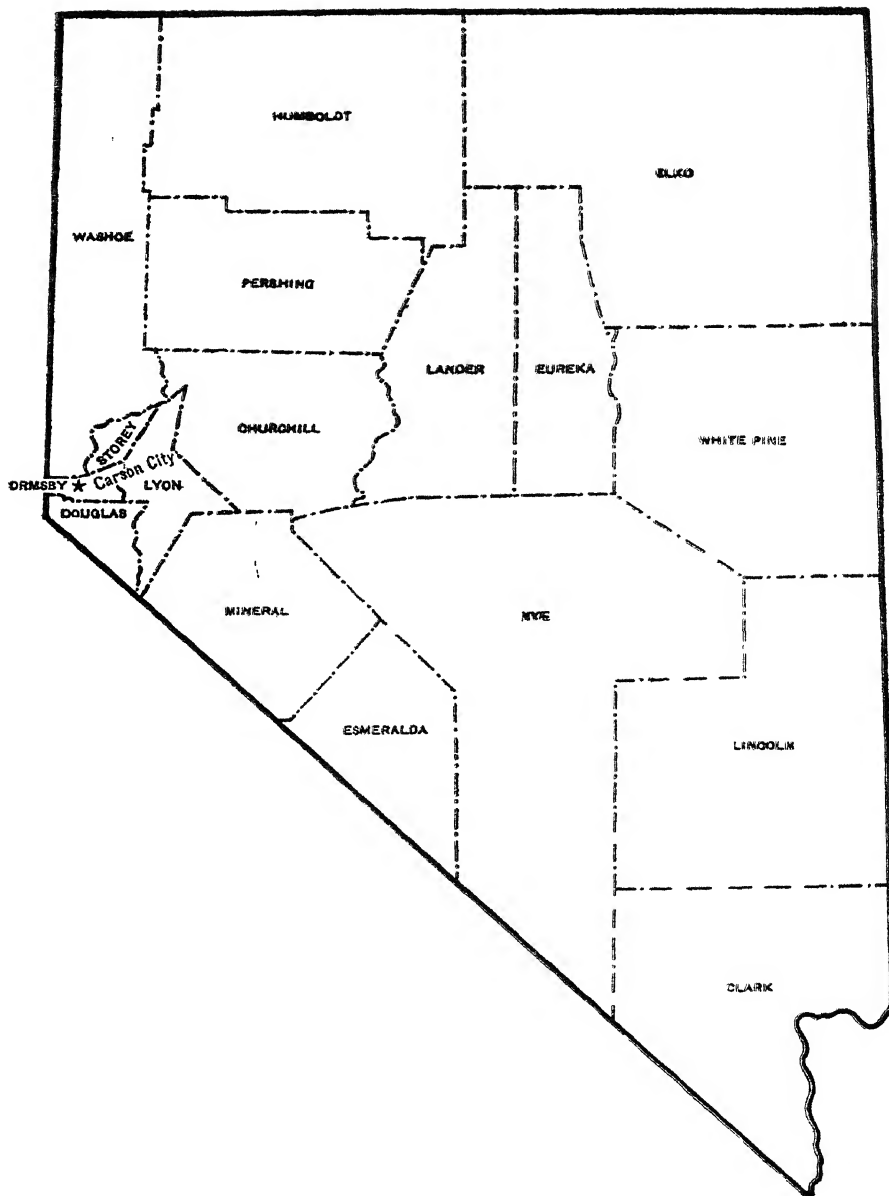 HUMBOLDT
ELKO
WASHOE
PERSHING
LANDER
EUREKA
CHURCHILL
WHITE PINE
STOREY
ORMSBY
Carson City
LYON
DOUGLAS
MINERAL
NYE
ESMERALDA
LINCOLN
CLARK